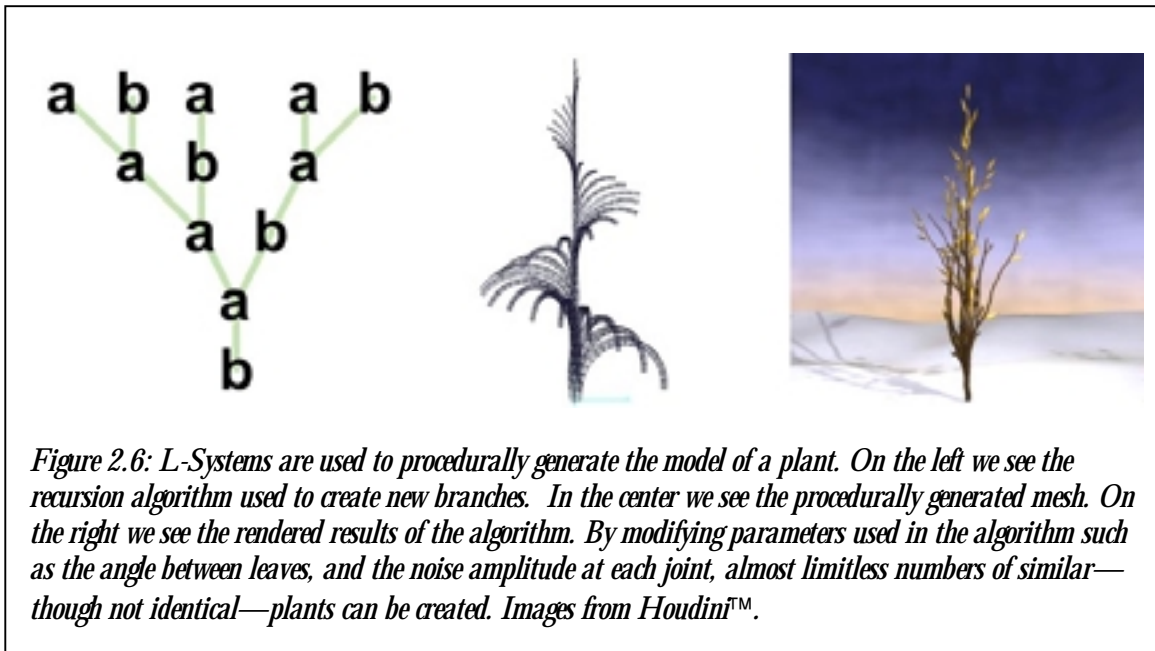 a b a a b
a b a
a b
a
b
Figure 2.6: L-Systems are used to procedurally generate the model of a plant. On the left we see the
recursion algorithm used to create new branches. In the center we see the procedurally generated mesh. On
the right we see the rendered results of the algorithm. By modifying parameters used in the algorithm such
as the angle between leaves, and the noise amplitude at each joint, almost limitless numbers of similar—
though not identical—plants can be created. Images from Houdini™.